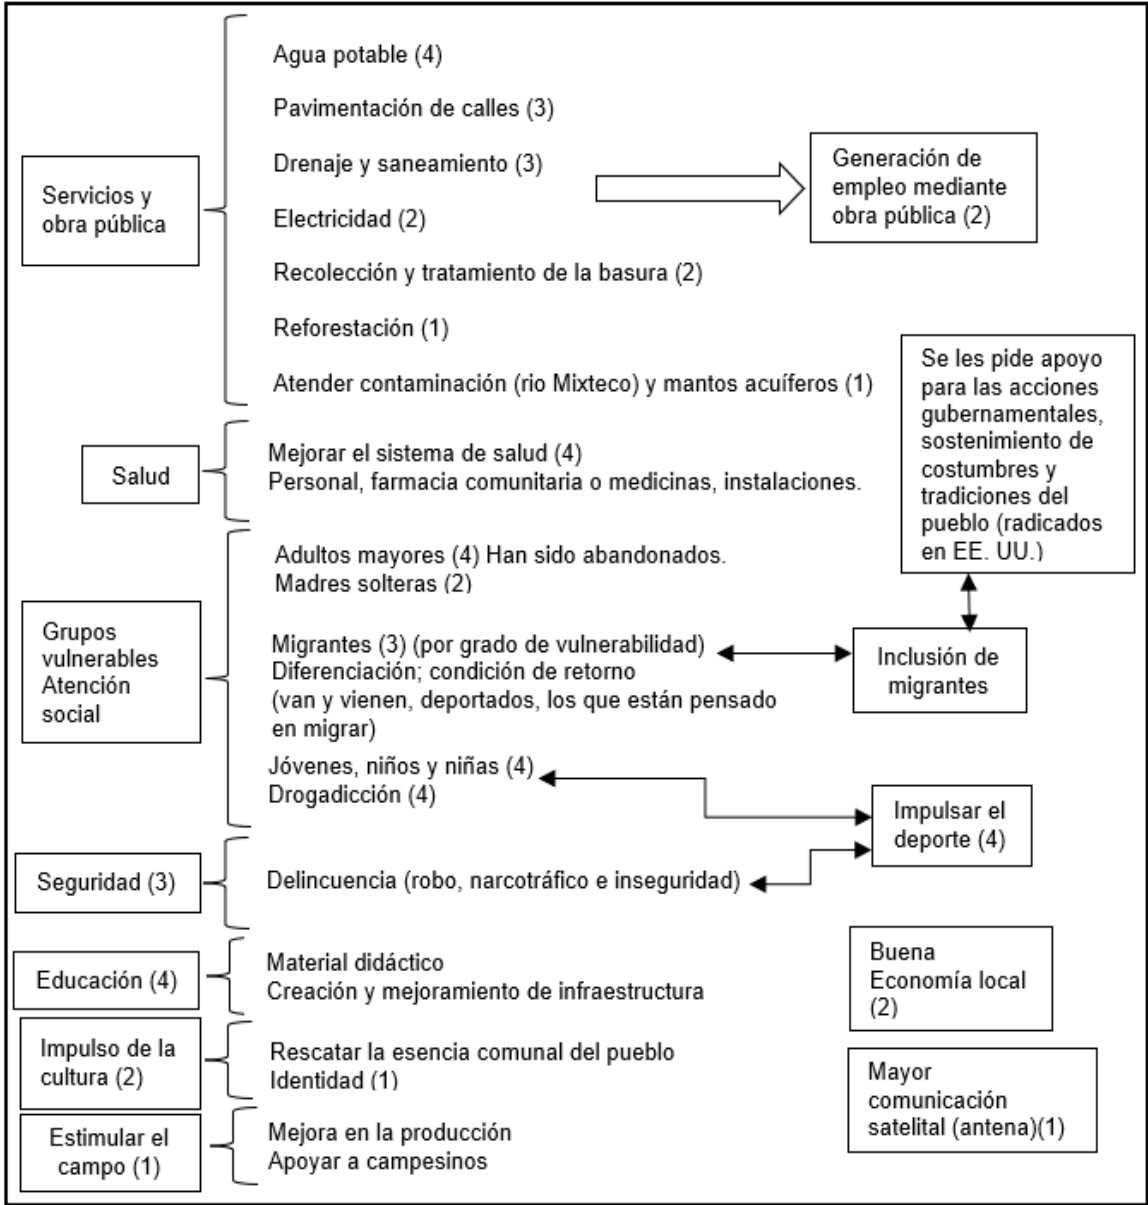 Servicios y
obra pública
Agua potable (4)
Pavimentación de calles (3)
Drenaje y saneamiento (3)
Electricidad (2)
Recolección y tratamiento de la basura (2)
Reforestación (1)
Atender contaminación (rio Mixteco) y mantos acuíferos (1)
Generación de
empleo mediante
obra pública (2)
Salud
Mejorar el sistema de salud (4)
Personal, farmacia comunitaria o medicinas, instalaciones.
Se les pide apoyo
para las acciones
gubernamentales,
sostenimiento de
costumbres y
tradiciones del
pueblo (radicados
en EE. UU.)
Grupos
vulnerables
Atención
social
Adultos mayores (4) Han sido abandonados.
Madres solteras (2)
Migrantes (3) (por grado de vulnerabilidad)
Diferenciación; condición de retorno
(van y vienen, deportados, los que están pensado
en migrar)
Jóvenes, niños y niñas (4)
Drogadicción (4)
Inclusión de
migrantes
Impulsar el
deporte (4)
Seguridad (3)
Delincuencia (robo, narcotráfico e inseguridad)
Educación (4)
Material didáctico
Creación y mejoramiento de infraestructura
Buena
Economía local
(2)
Impulso de la
cultura (2)
Rescatar la esencia comunal del pueblo
Identidad (1)
Mayor
comunicación
satelital (antena)(1)
Estimular el
campo (1)
Mejora en la producción
Apoyar a campesinos